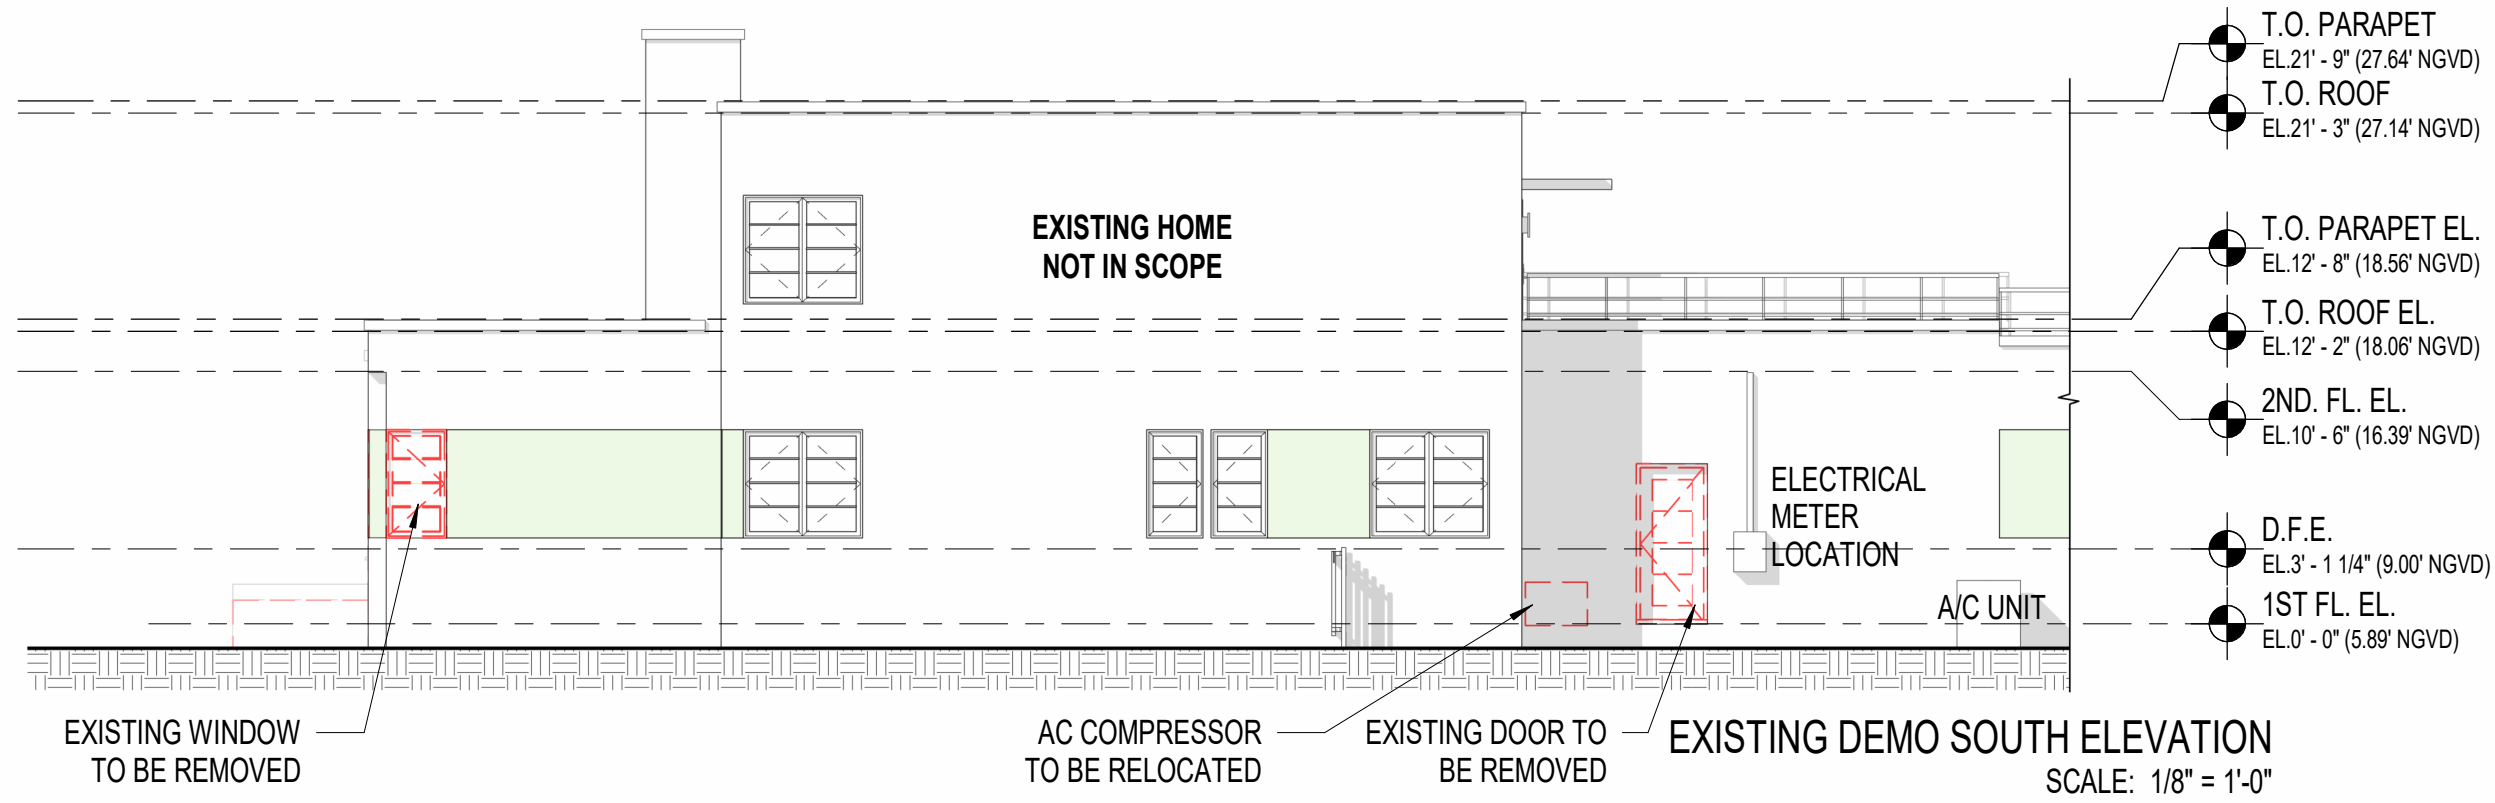 T.O. PARAPET
EL.21' - 9" (27.64' NGVD)
T.O. ROOF
EL.21' - 3" (27.14' NGVD)
EXISTING HOME
NOT IN SCOPE
T.O. PARAPET EL.
EL.12' - 8" (18.56' NGVD)
T.O. ROOF EL.
EL.12' - 2" (18.06' NGVD)
2ND. FL. EL.
EL.10' - 6" (16.39' NGVD)
ELECTRICAL
METER
LOCATION
D.F.E.
EL.3' - 1 1/4" (9.00' NGVD)
A/C UNIT
1ST FL. EL.
EL.0' - 0" (5.89' NGVD)
EXISTING WINDOW
TO BE REMOVED
AC COMPRESSOR
TO BE RELOCATED
EXISTING DOOR TO
BE REMOVED
EXISTING DEMO SOUTH ELEVATION
SCALE: 1/8" = 1'-0"